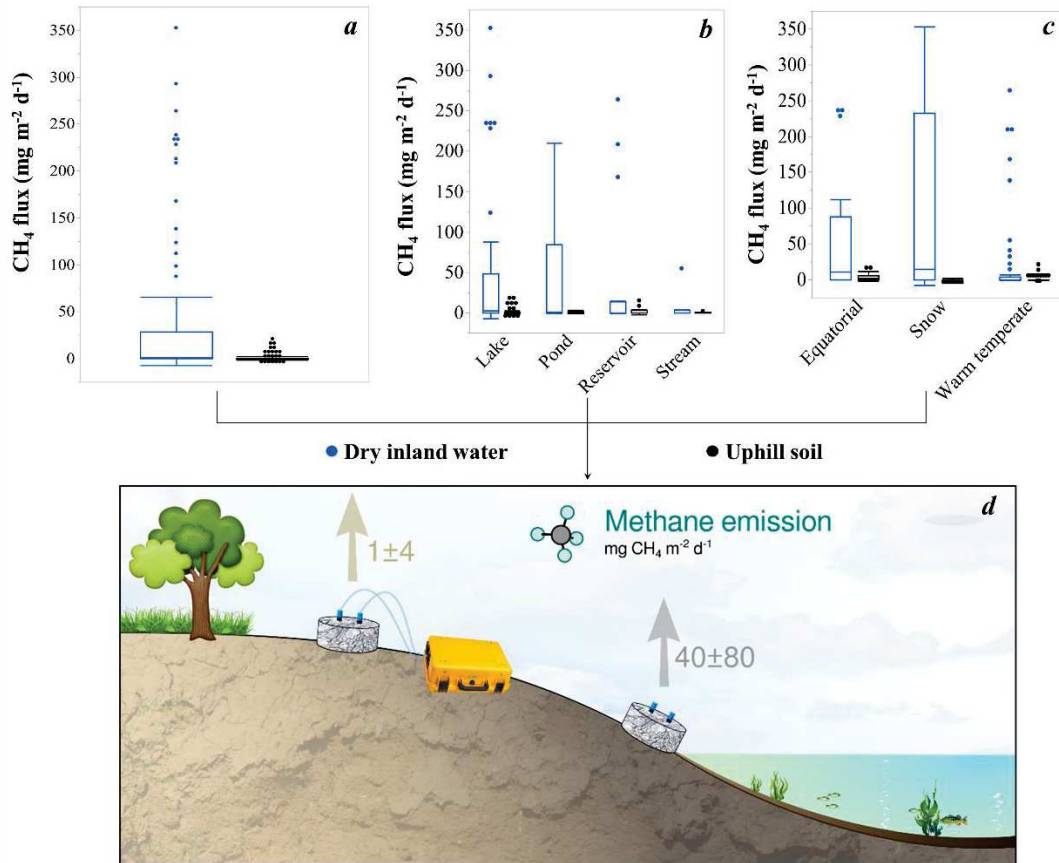 a
CH₄ flux (mg m⁻² d⁻¹)
350
300
250
200
150
100
50
0
b
CH₄ flux (mg m⁻² d⁻¹)
350
300
250
200
150
100
50
0
Lake
Pond
Reservoir
Stream
c
CH₄ flux (mg m⁻² d⁻¹)
350
300
250
200
150
100
50
0
Equatorial
Snow
Warm temperate
Dry inland water
Uphill soil
d
Methane emission
mg CH₄ m⁻² d⁻¹
1±4
40±80